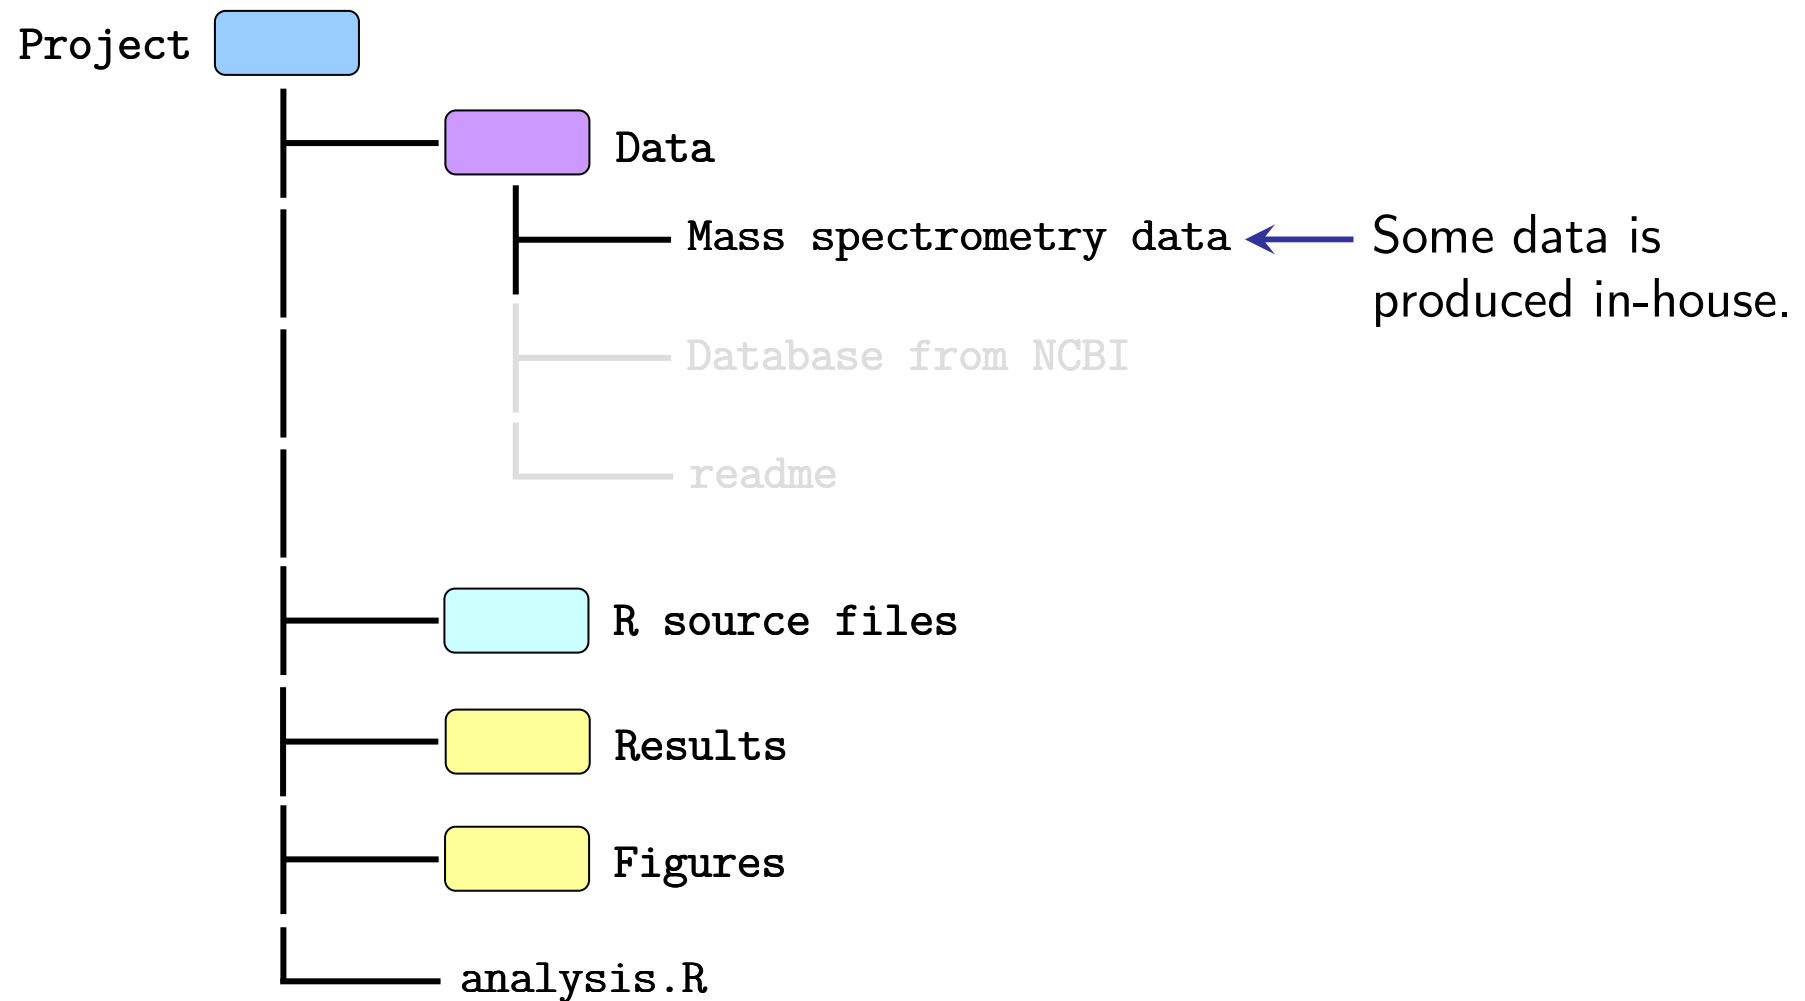 Project
Data
Mass spectrometry data
Some data is
produced in-house.
Database from NCBI
readme
R source files
Results
Figures
analysis.R